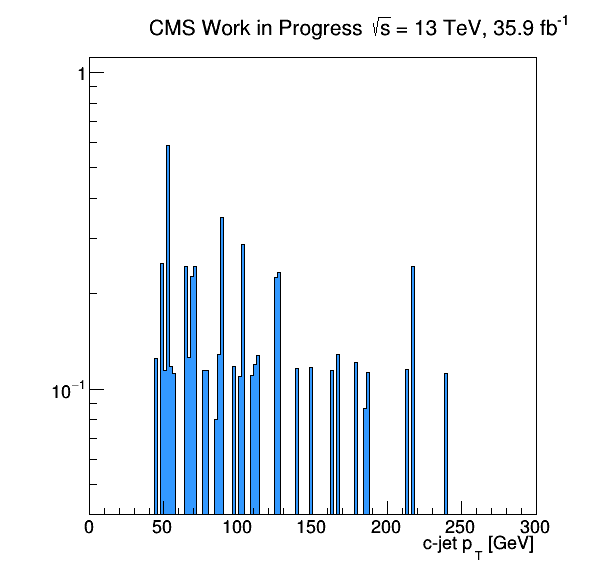 CMS Work in Progress √s = 13 TeV, 35.9 fb⁻¹
1
10⁻¹
0 50 100 150 200 250 300
c-jet p_T [GeV]